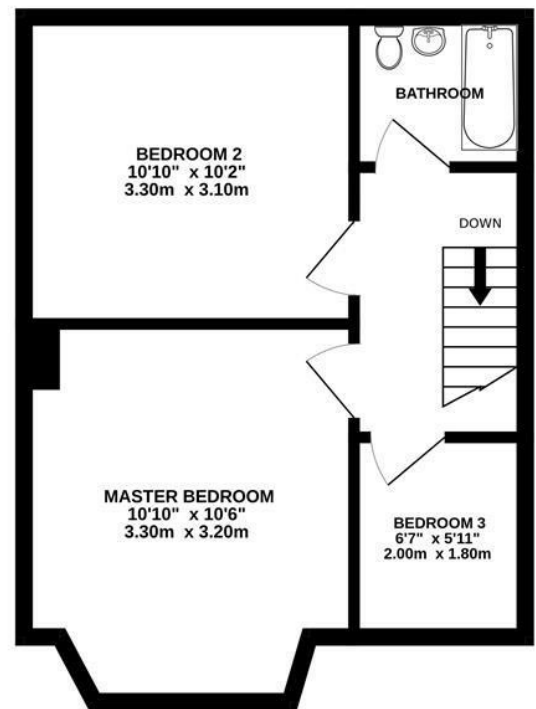 BATHROOM
BEDROOM 2
10'10" x 10'2"
3.30m x 3.10m
DOWN
MASTER BEDROOM
10'10" x 10'6"
3.30m x 3.20m
BEDROOM 3
6'7" x 5'11"
2.00m x 1.80m